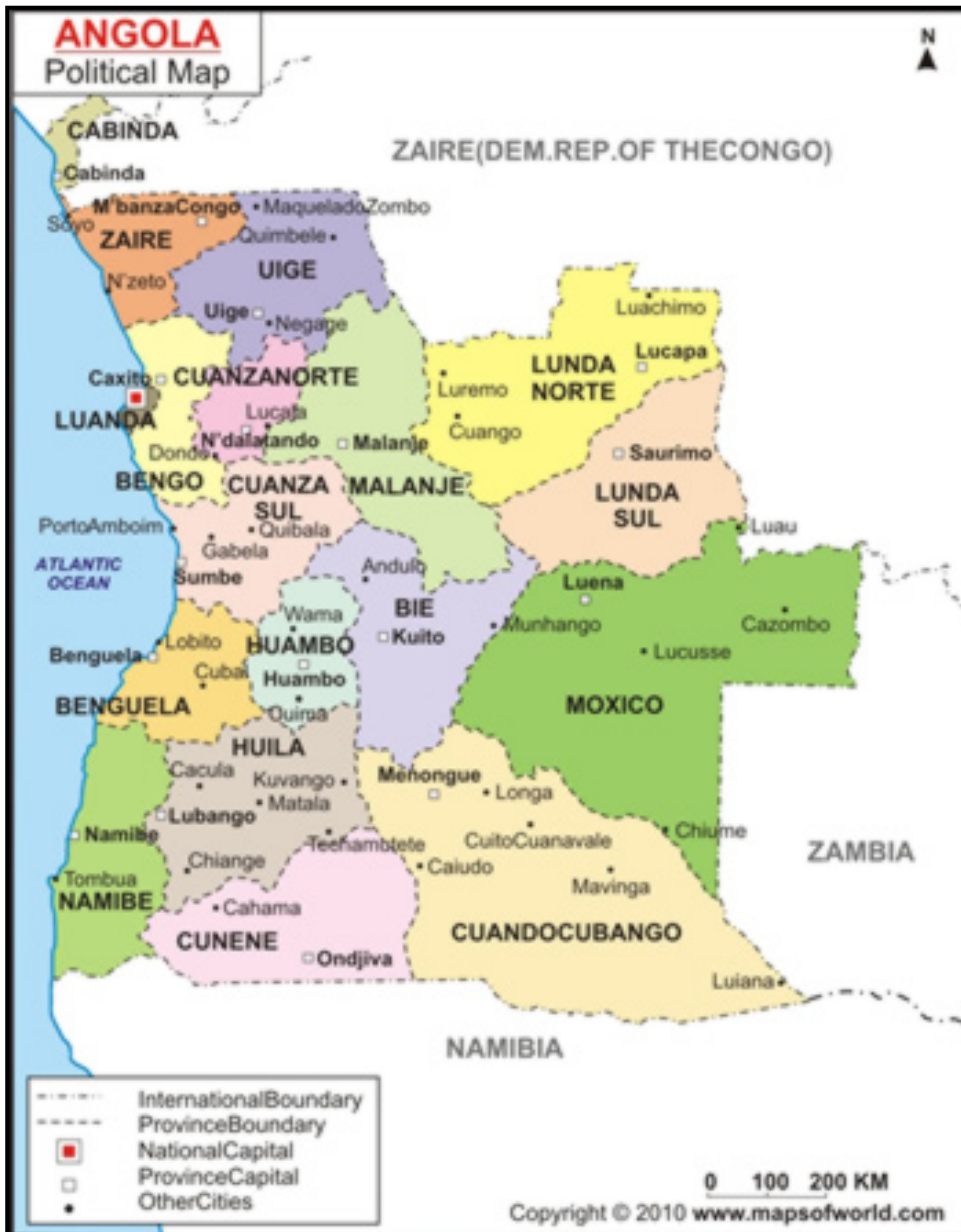 ANGOLA
Political Map
N
CABINDA
ZAIRE(DEM.REP.OF THECONGO)
Cabinda
M'banzaCongo
MaqueladoZombo
Soyo
ZAIRE
Quimbele
UIGE
N'zeto
Luachimo
Uige
Negage
LUNDA
NORTE
Lucapa
Caxito
CUANZANORTE
Luremo
LUANDA
Lucala
Cuango
N'dalatando
Malanje
Saurimo
Dondo
BENGO
CUANZA
SUL
MALANJE
LUNDA
SUL
PortoAmboim
Quibala
Luau
Gabela
ATLANTIC
OCEAN
Sumbe
Andulo
Luena
BIE
Wama
Cazombo
Munhango
Lobito
HUAMBO
Kuito
Benguela
Lucusse
Cubal
Huambo
BENGUELA
MOXICO
Quima
HUILA
Cacula
Kuvango
Menongue
Longa
Matala
Lubango
Namibe
Techamtete
CuitoCuanavale
Chiume
ZAMBIA
Chiange
Caiudo
Tombua
Mavinga
NAMIBE
Cahama
CUNENE
CUANDOCUBANGO
Ondjiva
Luiana
NAMIBIA
InternationalBoundary
ProvinceBoundary
NationalCapital
ProvinceCapital
OtherCities
0 100 200 KM
Copyright © 2010 www.mapsofworld.com